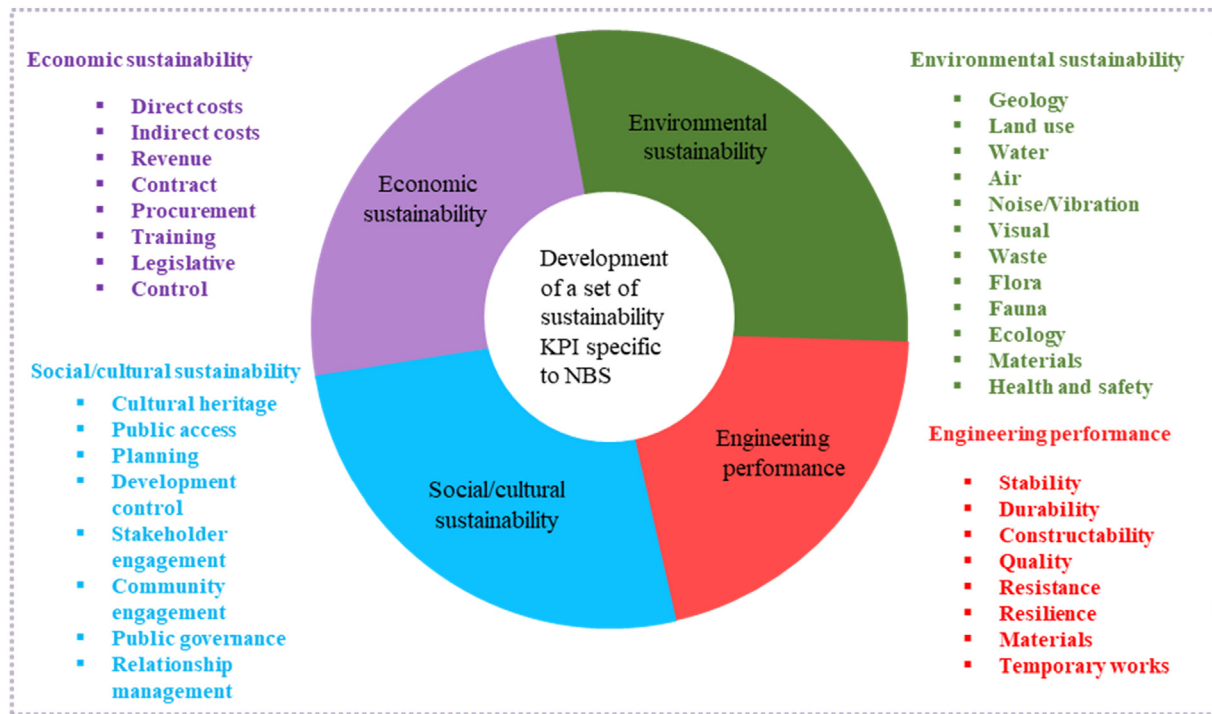 Economic sustainability
▪ Direct costs
▪ Indirect costs
▪ Revenue
▪ Contract
▪ Procurement
▪ Training
▪ Legislative
▪ Control
Social/cultural sustainability
▪ Cultural heritage
▪ Public access
▪ Planning
▪ Development
control
▪ Stakeholder
engagement
▪ Community
engagement
▪ Public governance
▪ Relationship
management
Environmental
sustainability
Economic
sustainability
Development
of a set of
sustainability
KPI specific
to NBS
Engineering
performance
Social/cultural
sustainability
Environmental sustainability
▪ Geology
▪ Land use
▪ Water
▪ Air
▪ Noise/Vibration
▪ Visual
▪ Waste
▪ Flora
▪ Fauna
▪ Ecology
▪ Materials
▪ Health and safety
Engineering performance
▪ Stability
▪ Durability
▪ Constructability
▪ Quality
▪ Resistance
▪ Resilience
▪ Materials
▪ Temporary works